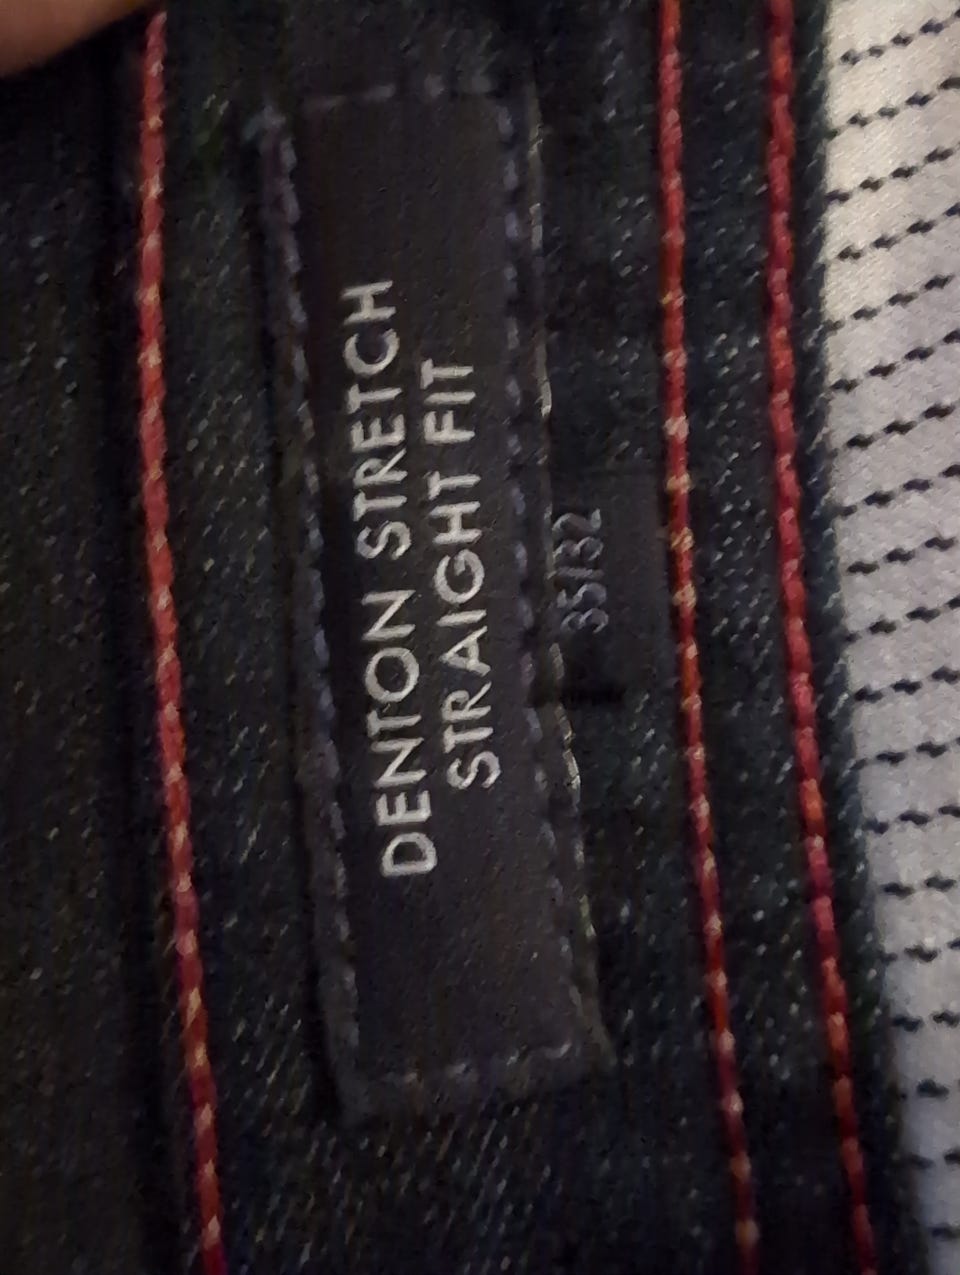 DENTON STRETCH
STRAIGHT FIT
35/32